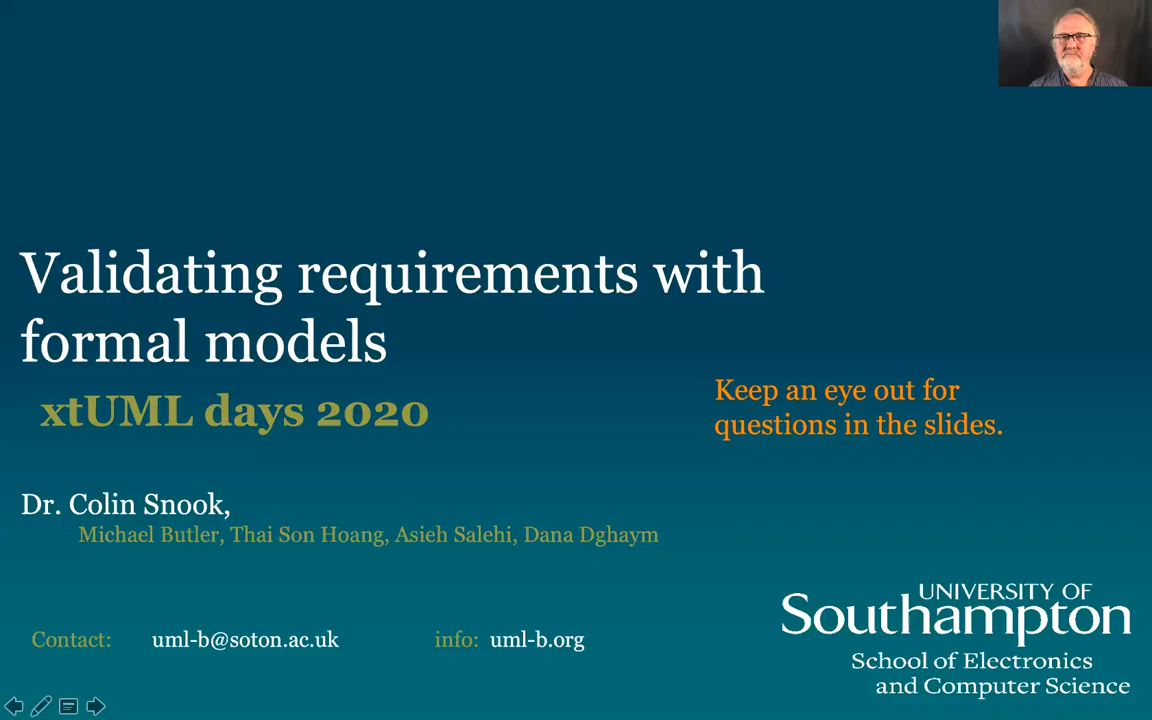 Validating requirements with
formal models
xtUML days 2020
Keep an eye out for
questions in the slides.
Dr. Colin Snook,
Michael Butler, Thai Son Hoang, Asieh Salehi, Dana Dghaym
Contact: uml-b@soton.ac.uk info: uml-b.org
UNIVERSITY OF
Southampton
School of Electronics
and Computer Science